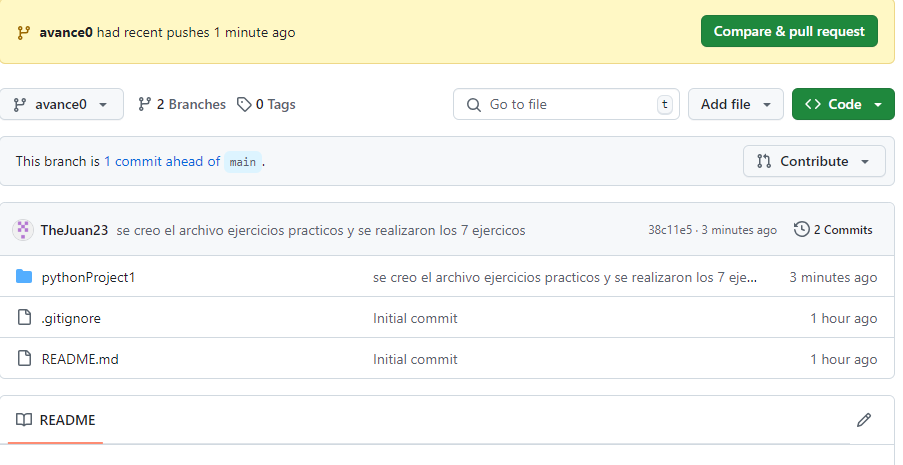 avance0 had recent pushes 1 minute ago
Compare & pull request
avance0
2 Branches
0 Tags
Go to file
t
Add file
Code
This branch is 1 commit ahead of main.
Contribute
TheJuan23 se creo el archivo ejercicios practicos y se realizaron los 7 ejercicos
38c11e5 · 3 minutes ago
2 Commits
pythonProject1
se creo el archivo ejercicios practicos y se realizaron los 7 eje...
3 minutes ago
.gitignore
Initial commit
1 hour ago
README.md
Initial commit
1 hour ago
README